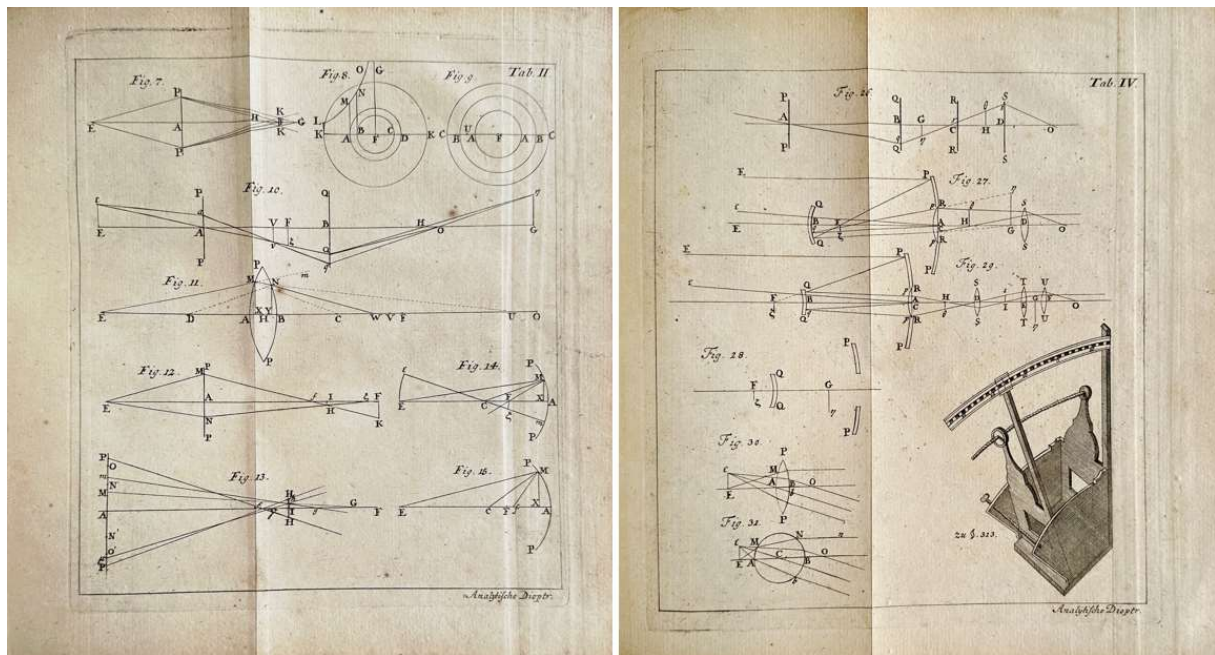 Tab. II
Fig. 7.
Fig. 8.
Fig. 9.
P
E
A
P
K
H
F
G
K
O
G
N
M
L
K
A
B
F
C
D
K
C
B
U
A
F
A
B
C
Fig. 10.
P
Q
ε
E
A
P
V
F
v
ζ
B
Q
q
H
O
η
G
Fig. 11.
P
M
N
m
E
D
A
X
Y
H
B
C
W
V
F
U
O
P
Fig. 12.
M
P
E
A
N
P
f
I
ζ
F
H
K
Fig. 14.
ε
E
C
F
ζ
P
M
X
A
m
P
Fig. 13.
P
O
m
N
M
A
N'
O'
P
H
I
H
G
g
F
Fig. 15.
P
M
E
C
F
f
X
A
P
Analytische Dioptr.
Tab. IV.
Fig. 26.
P
A
P
Q
B
q
Q
G
η
R
r
C
R
H
S
D
S
O
Fig. 27.
E
P
ε
E
Q
B
Q
F
ζ
R
A
C
R
P
H
η
G
S
D
S
O
Fig. 29.
E
P
ε
F
ζ
Q
B
Q
R
A
C
R
P
H
S
D
S
I
T
E
T
G
η
U
F
U
O
Fig. 28.
F
ζ
Q
Q
G
η
P
P
Fig. 30.
ε
E
P
M
A
B
O
P
Fig. 31.
ε
E
M
A
N
C
B
O
n
zu §. 313.
Analytische Dioptr.